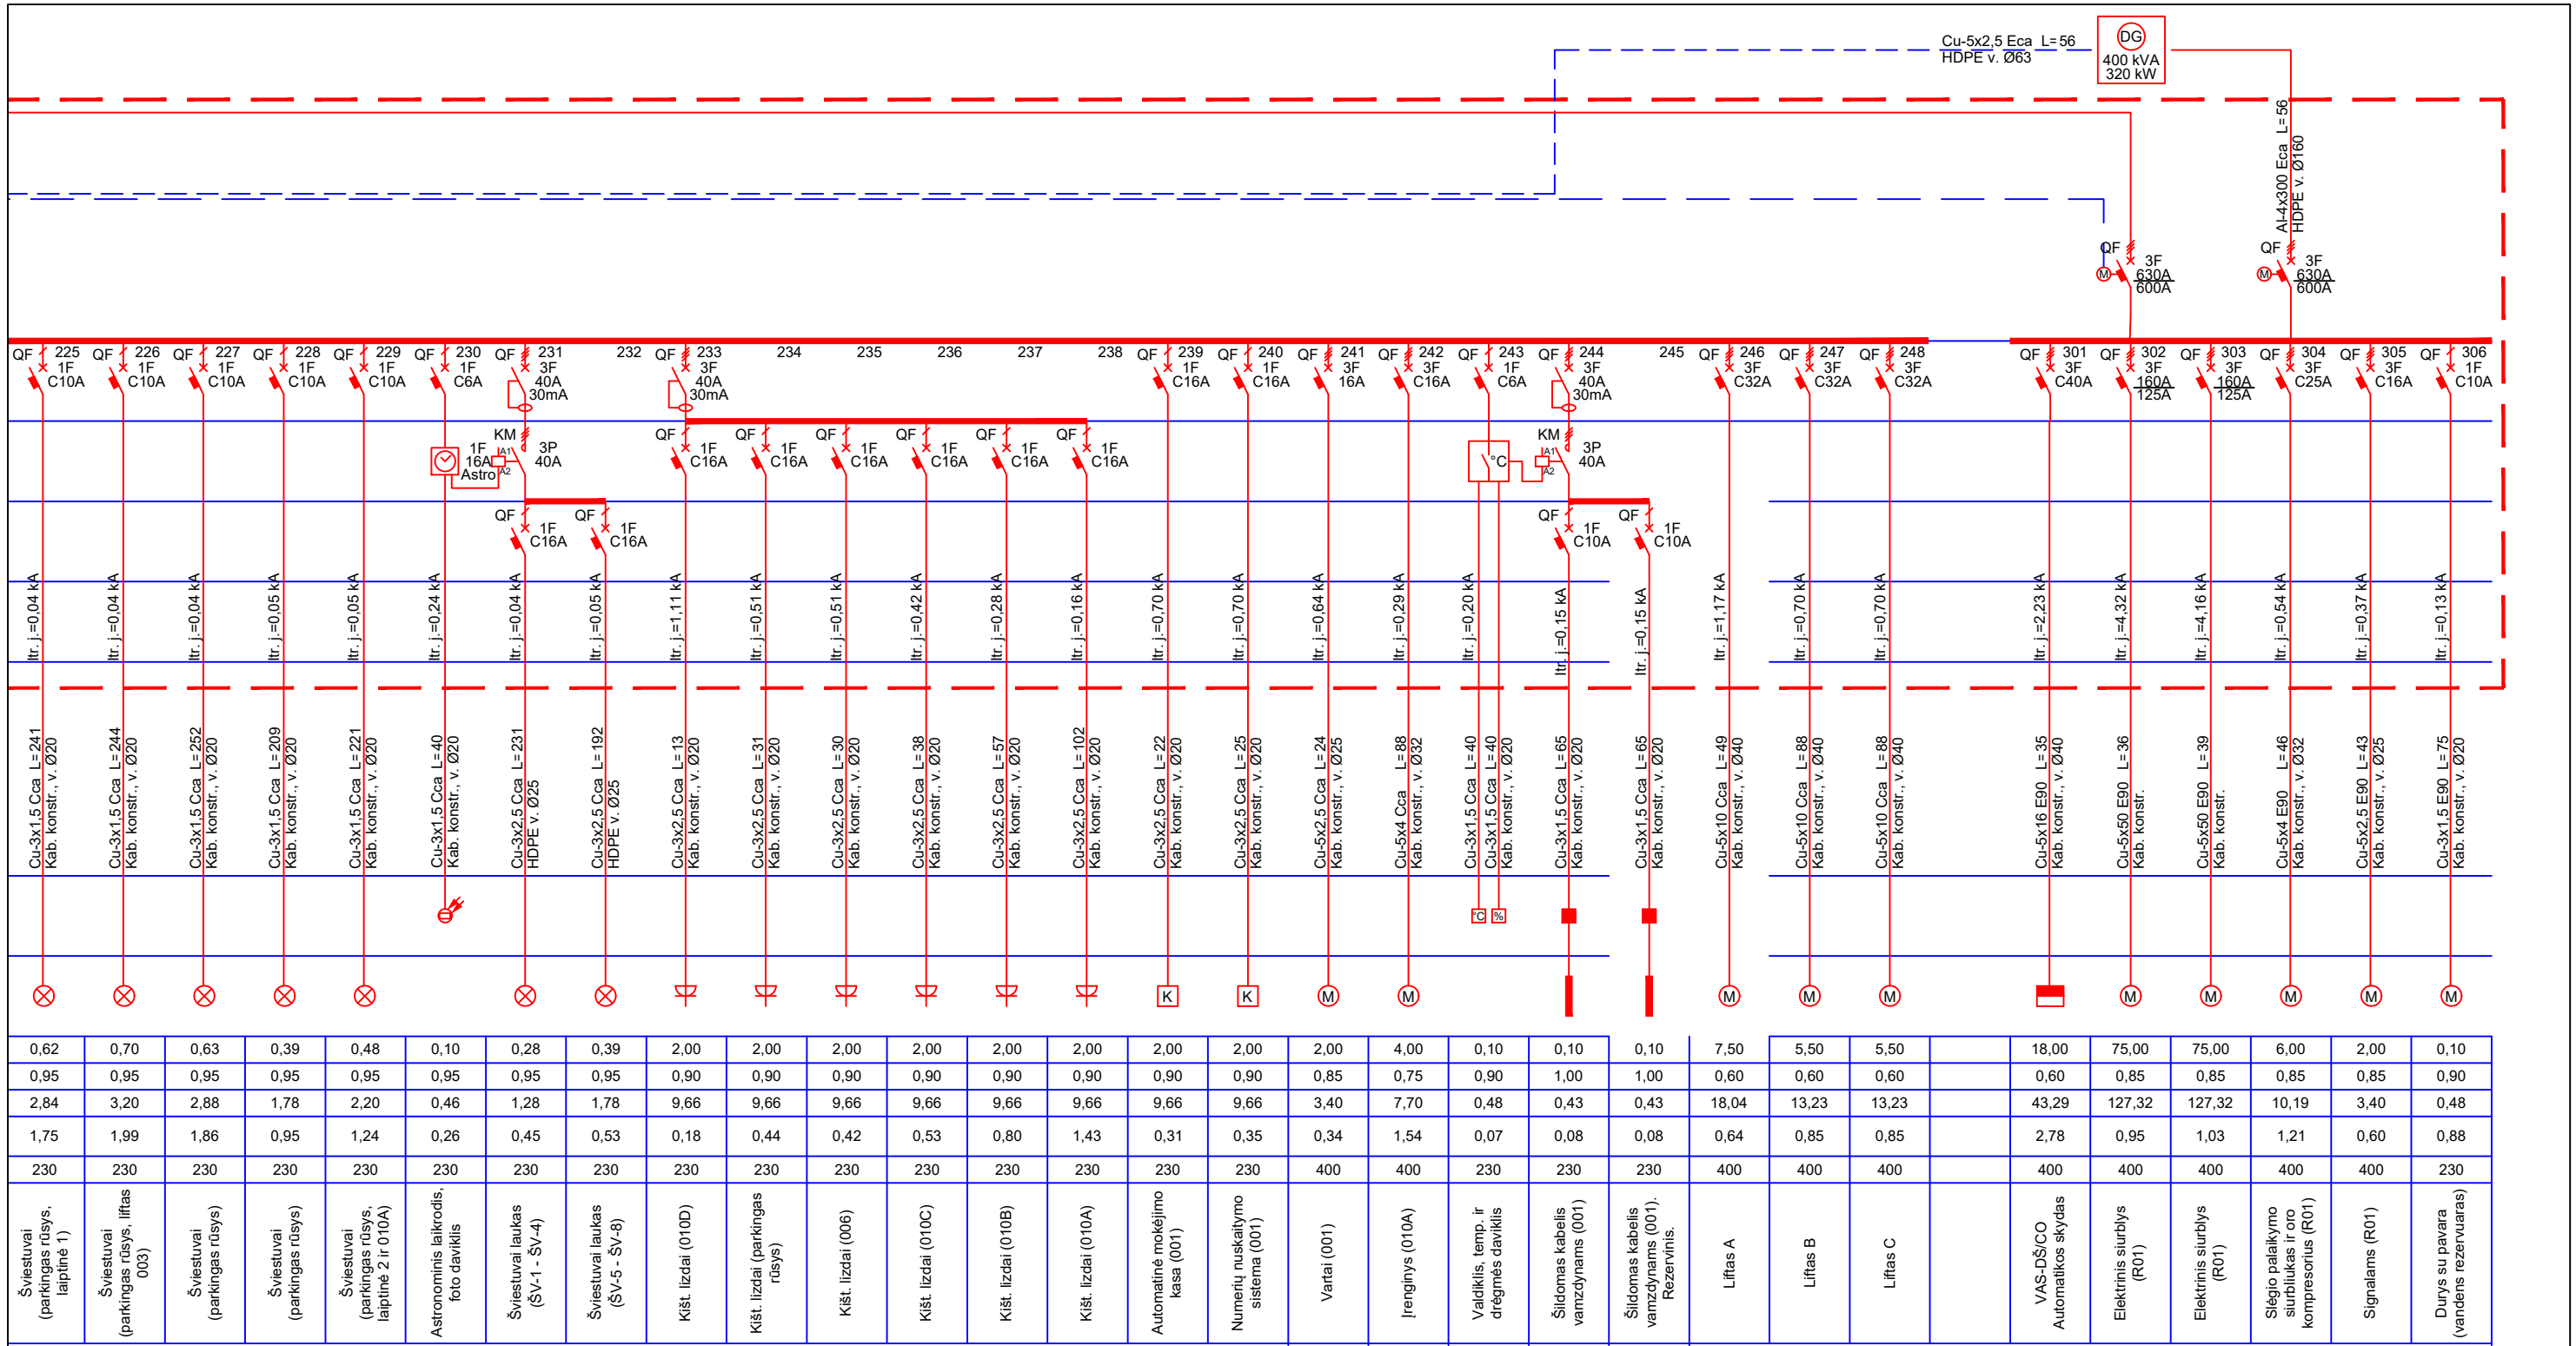 Cu-5x2,5 Eca L=56
HDPE v. Ø63
DG
400 kVA
320 kW
Al-4x300 Eca L=56
HDPE v. Ø160
QF
3F
630A
600A
M
QF
3F
630A
600A
M
QF 225
1F
C10A
QF 226
1F
C10A
QF 227
1F
C10A
QF 228
1F
C10A
QF 229
1F
C10A
QF 230
1F
C6A
QF 231
3F
40A
30mA
232
QF 233
3F
40A
30mA
234
235
236
237
238
QF 239
1F
C16A
QF 240
1F
C16A
QF 241
3F
16A
QF 242
3F
C16A
QF 243
1F
C6A
QF 244
3F
40A
30mA
245
QF 246
3F
C32A
QF 247
3F
C32A
QF 248
3F
C32A
QF 301
3F
C40A
QF 302
3F
160A
125A
QF 303
3F
160A
125A
QF 304
3F
C25A
QF 305
3F
C16A
QF 306
1F
C10A
1F
16A
Astro
KM
A1
A2
3P
40A
QF
1F
C16A
QF
1F
C16A
QF
1F
C16A
QF
1F
C16A
QF
1F
C16A
QF
1F
C16A
°C
KM
A1
A2
3P
40A
QF
1F
C16A
QF
1F
C16A
QF
1F
C10A
QF
1F
C10A
Itr. j.=0,04 kA
Itr. j.=0,04 kA
Itr. j.=0,04 kA
Itr. j.=0,05 kA
Itr. j.=0,05 kA
Itr. j.=0,24 kA
Itr. j.=0,04 kA
Itr. j.=0,05 kA
Itr. j.=1,11 kA
Itr. j.=0,51 kA
Itr. j.=0,51 kA
Itr. j.=0,42 kA
Itr. j.=0,28 kA
Itr. j.=0,16 kA
Itr. j.=0,70 kA
Itr. j.=0,70 kA
Itr. j.=0,64 kA
Itr. j.=0,29 kA
Itr. j.=0,20 kA
Itr. j.=0,15 kA
Itr. j.=0,15 kA
Itr. j.=1,17 kA
Itr. j.=0,70 kA
Itr. j.=0,70 kA
Itr. j.=2,23 kA
Itr. j.=4,32 kA
Itr. j.=4,16 kA
Itr. j.=0,54 kA
Itr. j.=0,37 kA
Itr. j.=0,13 kA
Cu-3x1,5 Cca L=241
Kab. konstr., v. Ø20
Cu-3x1,5 Cca L=244
Kab. konstr., v. Ø20
Cu-3x1,5 Cca L=252
Kab. konstr., v. Ø20
Cu-3x1,5 Cca L=209
Kab. konstr., v. Ø20
Cu-3x1,5 Cca L=221
Kab. konstr., v. Ø20
Cu-3x1,5 Cca L=40
Kab. konstr., v. Ø20
Cu-3x2,5 Cca L=231
HDPE v. Ø25
Cu-3x2,5 Cca L=192
HDPE v. Ø25
Cu-3x2,5 Cca L=13
Kab. konstr., v. Ø20
Cu-3x2,5 Cca L=31
Kab. konstr., v. Ø20
Cu-3x2,5 Cca L=30
Kab. konstr., v. Ø20
Cu-3x2,5 Cca L=38
Kab. konstr., v. Ø20
Cu-3x2,5 Cca L=57
Kab. konstr., v. Ø20
Cu-3x2,5 Cca L=102
Kab. konstr., v. Ø20
Cu-3x2,5 Cca L=22
Kab. konstr., v. Ø20
Cu-3x2,5 Cca L=25
Kab. konstr., v. Ø20
Cu-5x2,5 Cca L=24
Kab. konstr., v. Ø25
Cu-5x4 Cca L=88
Kab. konstr., v. Ø32
Cu-3x1,5 Cca L=40
Cu-3x1,5 Cca L=40
Kab. konstr., v. Ø20
Cu-3x1,5 Cca L=65
Kab. konstr., v. Ø20
Cu-3x1,5 Cca L=65
Kab. konstr., v. Ø20
Cu-5x10 Cca L=49
Kab. konstr., v. Ø40
Cu-5x10 Cca L=88
Kab. konstr., v. Ø40
Cu-5x10 Cca L=88
Kab. konstr., v. Ø40
Cu-5x16 E90 L=35
Kab. konstr., v. Ø40
Cu-5x50 E90 L=36
Kab. konstr.
Cu-5x50 E90 L=39
Kab. konstr.
Cu-5x4 E90 L=46
Kab. konstr., v. Ø32
Cu-5x2,5 E90 L=43
Kab. konstr., v. Ø25
Cu-3x1,5 E90 L=75
Kab. konstr., v. Ø20
°C %
K K M M M M M M M M M M
0,62 0,70 0,63 0,39 0,48 0,10 0,28 0,39 2,00 2,00 2,00 2,00 2,00 2,00 2,00 2,00 2,00 4,00 0,10 0,10 0,10 7,50 5,50 5,50 18,00 75,00 75,00 6,00 2,00 0,10
0,95 0,95 0,95 0,95 0,95 0,95 0,95 0,95 0,90 0,90 0,90 0,90 0,90 0,90 0,90 0,90 0,85 0,75 0,90 1,00 1,00 0,60 0,60 0,60 0,60 0,85 0,85 0,85 0,85 0,90
2,84 3,20 2,88 1,78 2,20 0,46 1,28 1,78 9,66 9,66 9,66 9,66 9,66 9,66 9,66 9,66 3,40 7,70 0,48 0,43 0,43 18,04 13,23 13,23 43,29 127,32 127,32 10,19 3,40 0,48
1,75 1,99 1,86 0,95 1,24 0,26 0,45 0,53 0,18 0,44 0,42 0,53 0,80 1,43 0,31 0,35 0,34 1,54 0,07 0,08 0,08 0,64 0,85 0,85 2,78 0,95 1,03 1,21 0,60 0,88
230 230 230 230 230 230 230 230 230 230 230 230 230 230 230 230 400 400 230 230 230 400 400 400 400 400 400 400 400 230
Šviestuvai
(parkingas rūsys,
laiptinė 1)
Šviestuvai
(parkingas rūsys, liftas
003)
Šviestuvai
(parkingas rūsys)
Šviestuvai
(parkingas rūsys)
Šviestuvai
(parkingas rūsys,
laiptinė 2 ir 010A)
Astronominis laikrodis,
foto daviklis
Šviestuvai laukas
(ŠV-1 - ŠV-4)
Šviestuvai laukas
(ŠV-5 - ŠV-8)
Kišt. lizdai (010D)
Kišt. lizdai (parkingas
rūsys)
Kišt. lizdai (006)
Kišt. lizdai (010C)
Kišt. lizdai (010B)
Kišt. lizdai (010A)
Automatinė mokėjimo
kasa (001)
Numerių nuskaitymo
sistema (001)
Vartai (001)
Įrenginys (010A)
Valdiklis, temp. ir
drėgmės daviklis
Šildomas kabelis
vamzdynams (001)
Šildomas kabelis
vamzdynams (001).
Rezervinis.
Liftas A
Liftas B
Liftas C
VAS-DŠ/CO
Automatikos skydas
Elektrinis siurblys
(R01)
Elektrinis siurblys
(R01)
Slėgio palaikymo
siurbliukas ir oro
kompresorius (R01)
Signalams (R01)
Durys su pavara
(vandens rezervuaras)